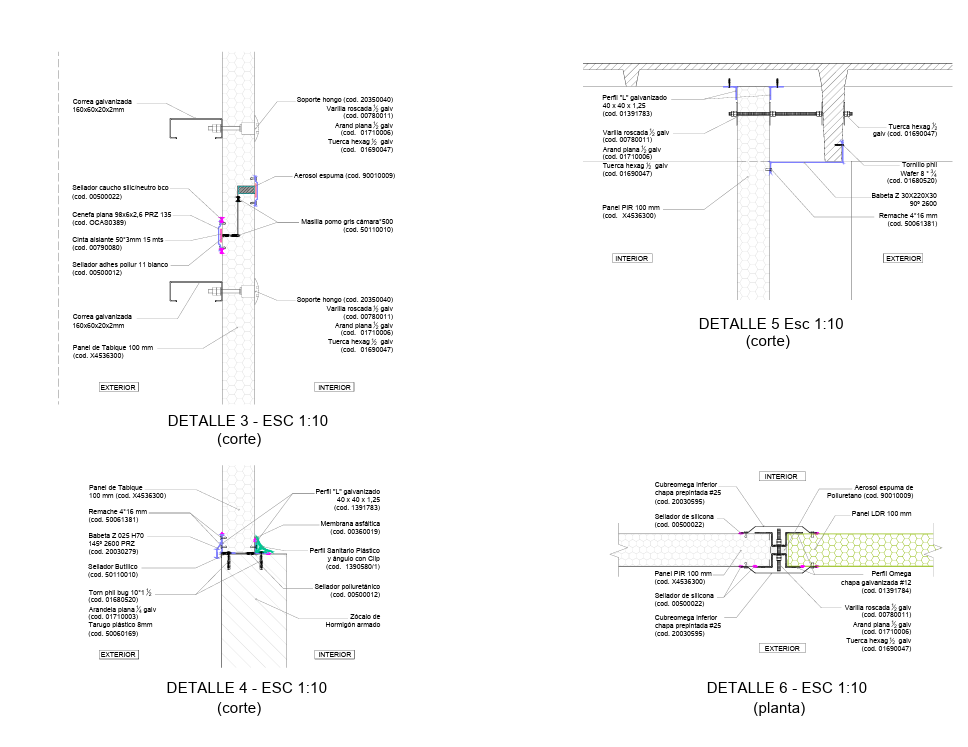 Correa galvanizada
160x60x20x2mm
Sellador caucho silic/neutro bco
(cod. 00500022)
Cenefa plana 98x6x2,6 PRZ 135
(cod. OCA80389)
Cinta aislante 50*3mm 15 mts
(cod. 00790080)
Sellador adhes poliur 11 blanco
(cod. 00500012)
Correa galvanizada
160x60x20x2mm
Panel de Tabique 100 mm
(cod. X4536300)
Soporte hongo (cod. 20350040)
Varilla roscada ½ galv
(cod. 00780011)
Arand plana ½ galv
(cod. 01710006)
Tuerca hexag ½ galv
(cod. 01690047)
Aerosol espuma (cod. 90010009)
Masilla pomo gris cámara*500
(cod. 50110010)
Soporte hongo (cod. 20350040)
Varilla roscada ½ galv
(cod. 00780011)
Arand plana ½ galv
(cod. 01710006)
Tuerca hexag ½ galv
(cod. 01690047)
EXTERIOR
INTERIOR
DETALLE 3 - ESC 1:10
(corte)
Perfil "L" galvanizado
40 x 40 x 1,25
(cod. 01391783)
Varilla roscada ½ galv
(cod. 00780011)
Arand plana ½ galv
(cod. 01710006)
Tuerca hexag ½ galv
(cod. 01690047)
Panel PIR 100 mm
(cod. X4536300)
Tuerca hexag ½
galv (cod. 01690047)
Tornillo phil
Wafer 8 * ¾
(cod. 01680520)
Babeta Z 30X220X30
90º 2600
Remache 4*16 mm
(cod. 50061381)
INTERIOR
EXTERIOR
DETALLE 5 Esc 1:10
(corte)
Panel de Tabique
100 mm (cod. X4536300)
Remache 4*16 mm
(cod. 50061381)
Babeta Z 025 H70
145º 2600 PRZ
(cod. 20030279)
Sellador Butílico
(cod. 50110010)
Torn phil bug 10*1 ½
(cod. 01680520)
Arandela plana ¼ galv
(cod. 01710003)
Tarugo plástico 8mm
(cod. 50060169)
Perfil "L" galvanizado
40 x 40 x 1,25
(cod. 1391783)
Membrana asfáltica
(cod. 00360019)
Perfil Sanitario Plástico
y ángulo con Clip
(cod. 1390580/1)
Sellador poliuretánico
(cod. 00500012)
Zócalo de
Hormigón armado
EXTERIOR
INTERIOR
DETALLE 4 - ESC 1:10
(corte)
INTERIOR
Cubreomega inferior
chapa prepintada #25
(cod. 20030595)
Sellador de silicona
(cod. 00500022)
Panel PIR 100 mm
(cod. X4536300)
Sellador de silicona
(cod. 00500022)
Cubreomega inferior
chapa prepintada #25
(cod. 20030595)
Aerosol espuma de
Poliuretano (cod. 90010009)
Panel LDR 100 mm
Perfil Omega
chapa galvanizada #12
(cod. 01391784)
Varilla roscada ½ galv
(cod. 00780011)
Arand plana ½ galv
(cod. 01710006)
Tuerca hexag ½ galv
(cod. 01690047)
EXTERIOR
DETALLE 6 - ESC 1:10
(planta)